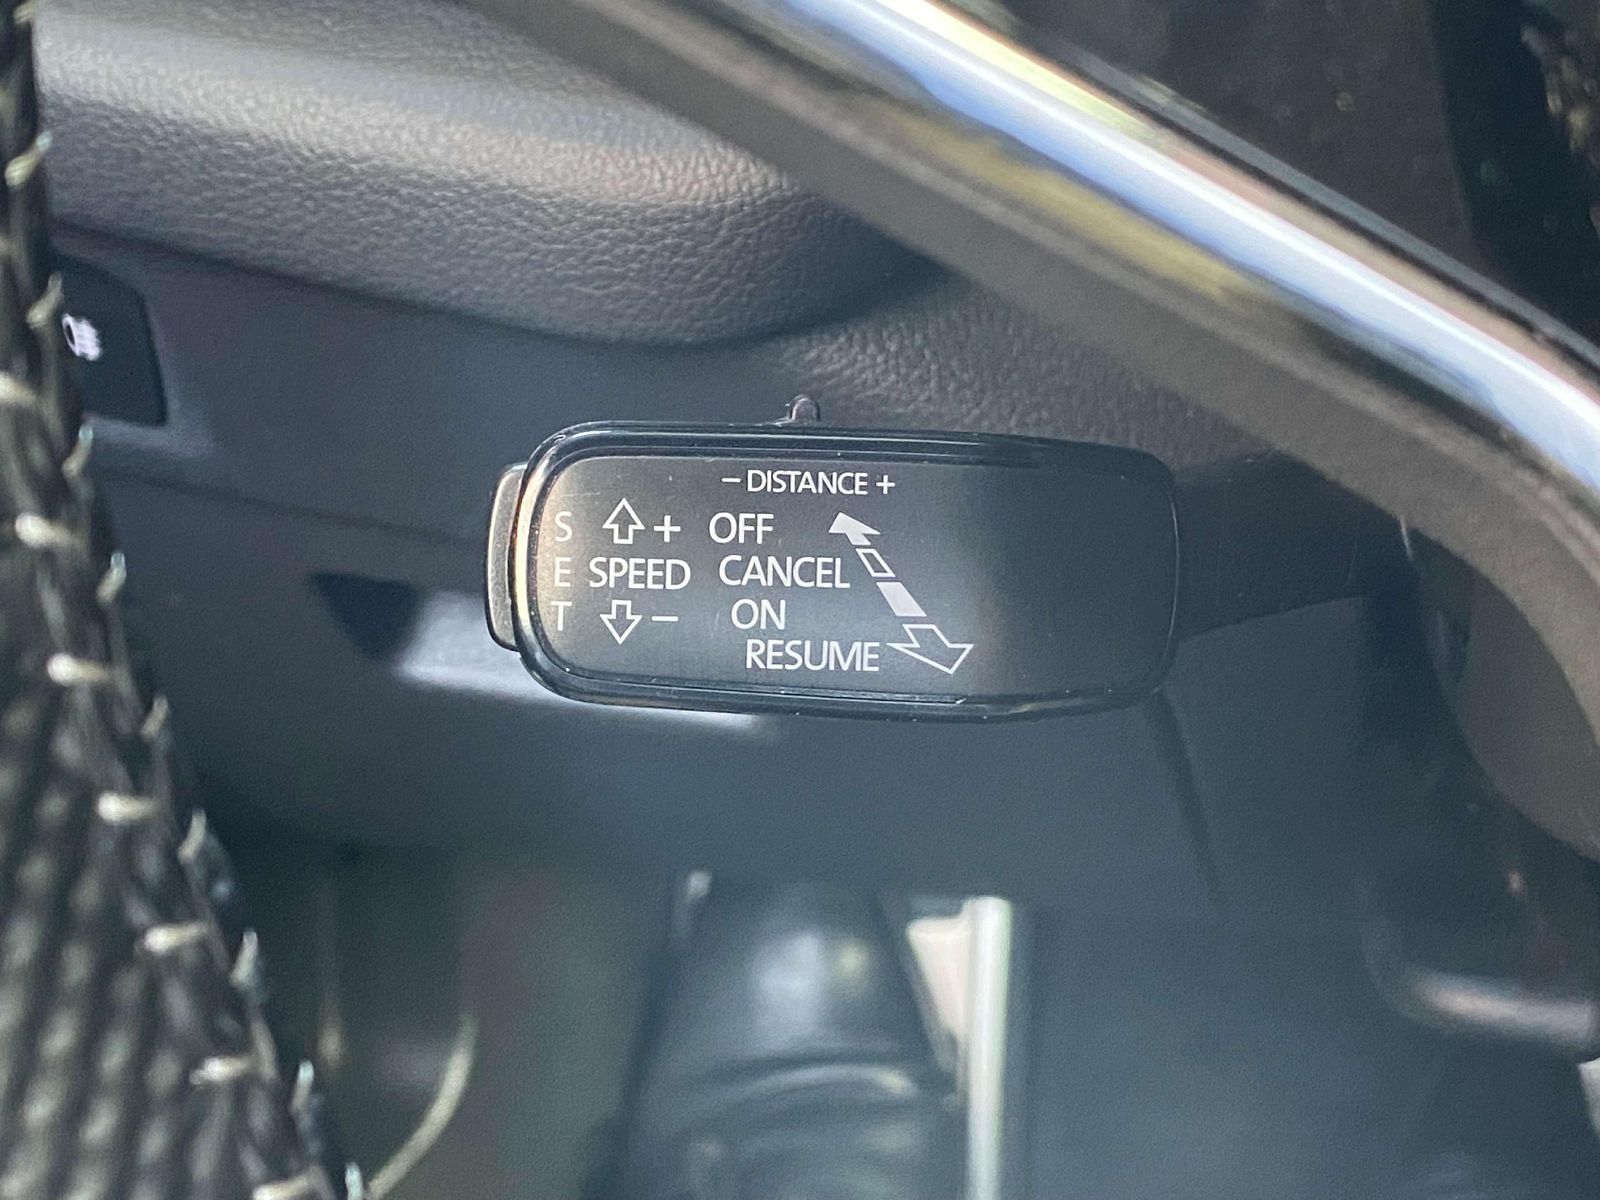 − DISTANCE +
S + OFF
E SPEED CANCEL
T − ON
RESUME